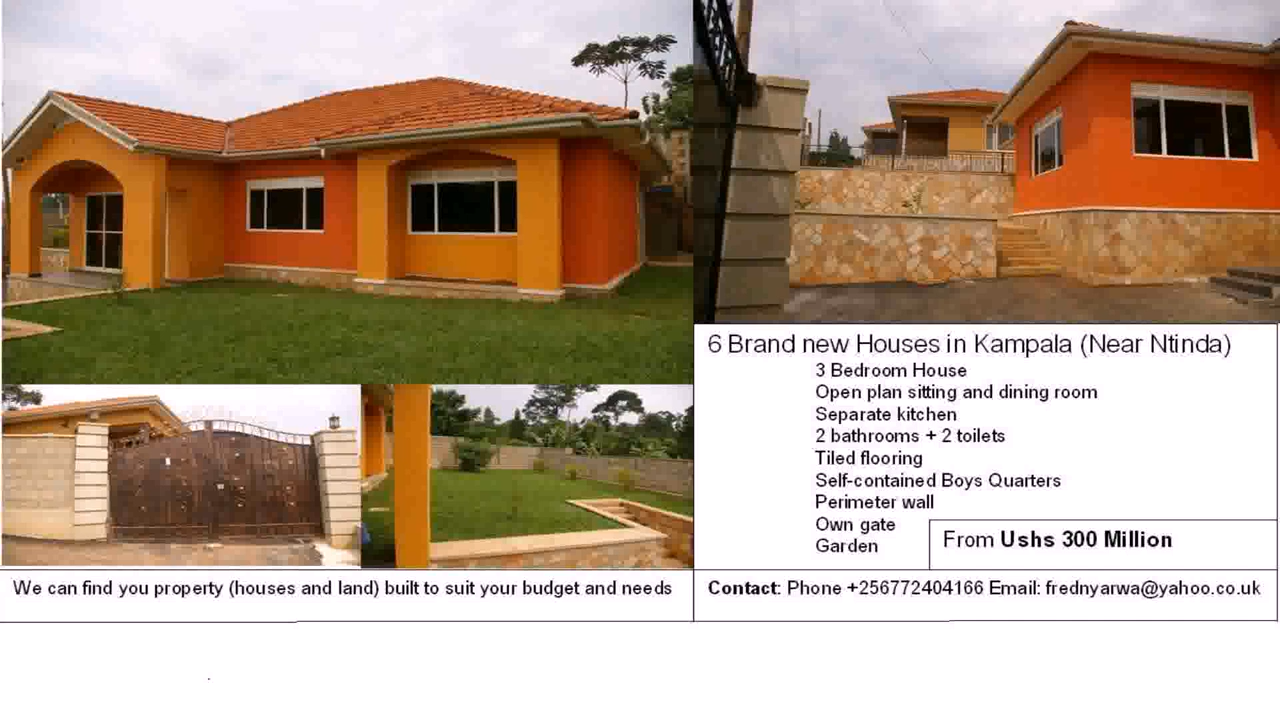 6 Brand new Houses in Kampala (Near Ntinda)
3 Bedroom House
Open plan sitting and dining room
Separate kitchen
2 bathrooms + 2 toilets
Tiled flooring
Self-contained Boys Quarters
Perimeter wall
Own gate
Garden
From Ushs 300 Million
We can find you property (houses and land) built to suit your budget and needs
Contact: Phone +256772404166 Email: frednyarwa@yahoo.co.uk